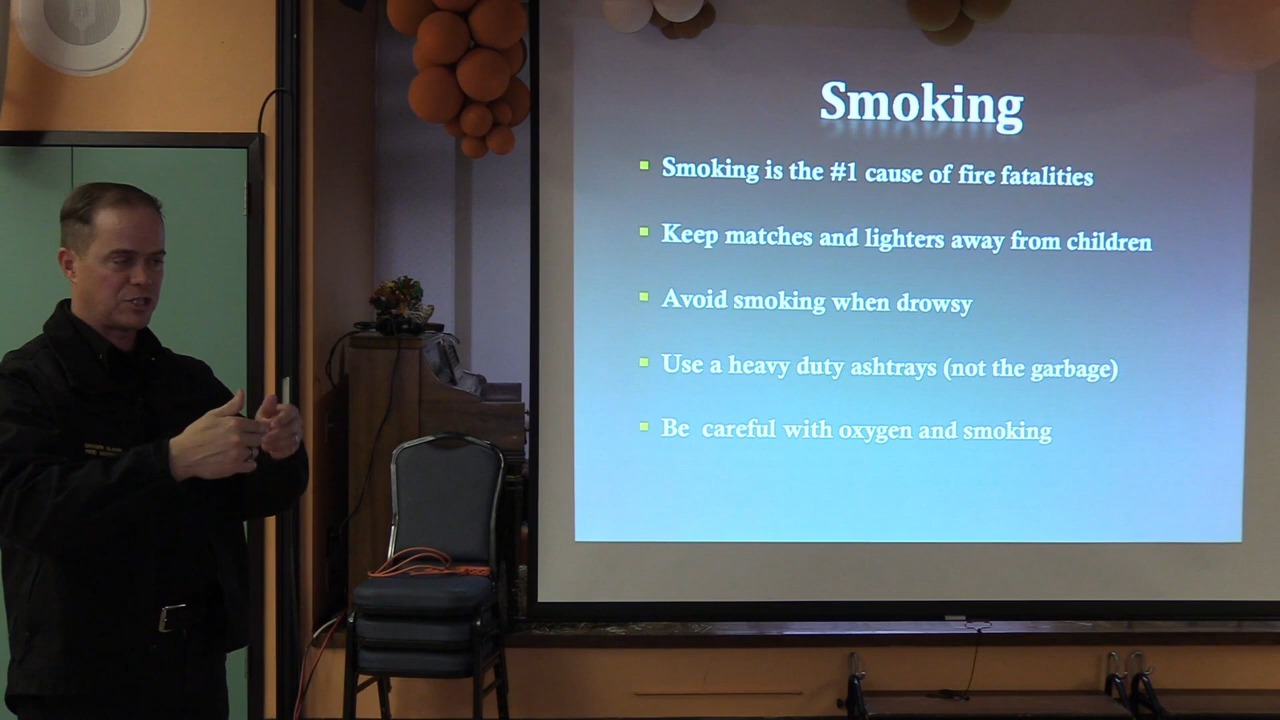 Smoking
Smoking is the #1 cause of fire fatalities
Keep matches and lighters away from children
Avoid smoking when drowsy
Use a heavy duty ashtrays (not the garbage)
Be careful with oxygen and smoking